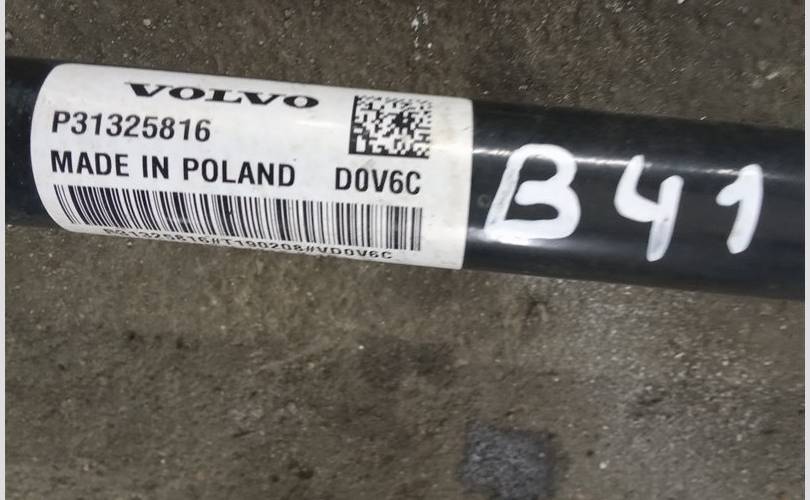 VOLVO
P31325816
MADE IN POLAND D0V6C
P31325816#T190208#VD0V6C
B41